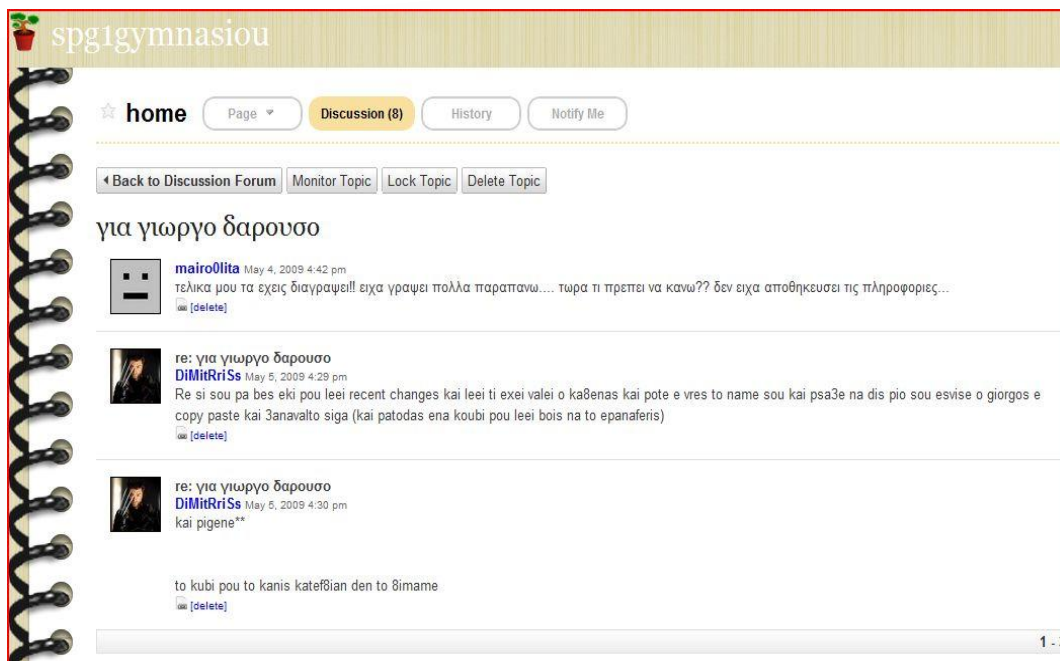 spg1gymnasiou
home Page Discussion (8) History Notify Me
Back to Discussion Forum Monitor Topic Lock Topic Delete Topic
για γιωργο δαρουσο
mairo0lita May 4, 2009 4:42 pm
τελικα μου τα εχεις διαγραψει!! ειχα γραψει πολλα παραπανω.... τωρα τι πρεπει να κανω?? δεν ειχα αποθηκευσει τις πληροφοριες...
[delete]
re: για γιωργο δαρουσο
DiMitRriSs May 5, 2009 4:29 pm
Re si sou pa bes eki pou leei recent changes kai leei ti exei valei o ka8enas kai pote e vres to name sou kai psa3e na dis pio sou esvise o giorgos e
copy paste kai 3anavalto siga (kai patodas ena koubi pou leei bois na to epanaferis)
[delete]
re: για γιωργο δαρουσο
DiMitRriSs May 5, 2009 4:30 pm
kai pigene**
to kubi pou to kanis katef8ian den to 8imame
[delete]
1 -